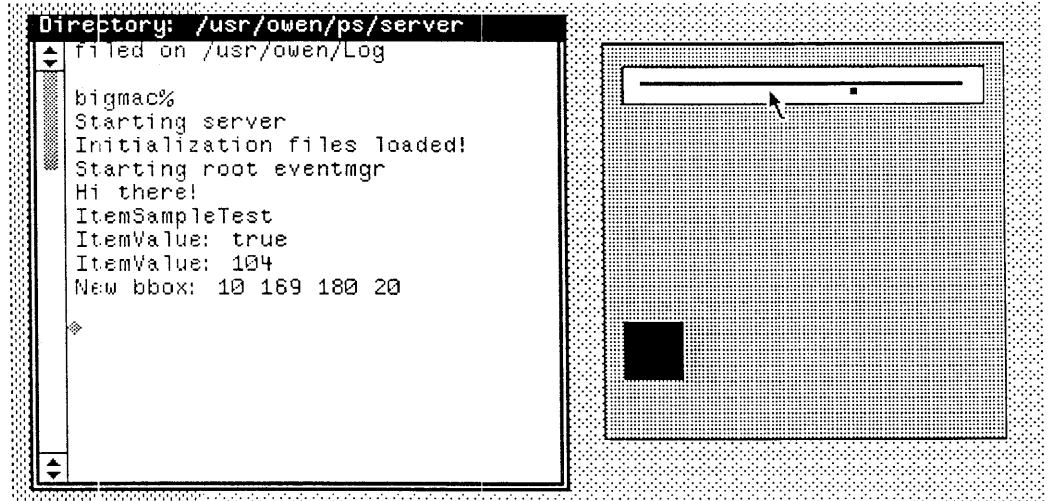 Directory: /usr/owen/ps/server
filed on /usr/owen/Log
bigmac%
Starting server
Initialization files loaded!
Starting root eventmgr
Hi there!
ItemSampleTest
ItemValue: true
ItemValue: 104
New bbox: 10 169 180 20